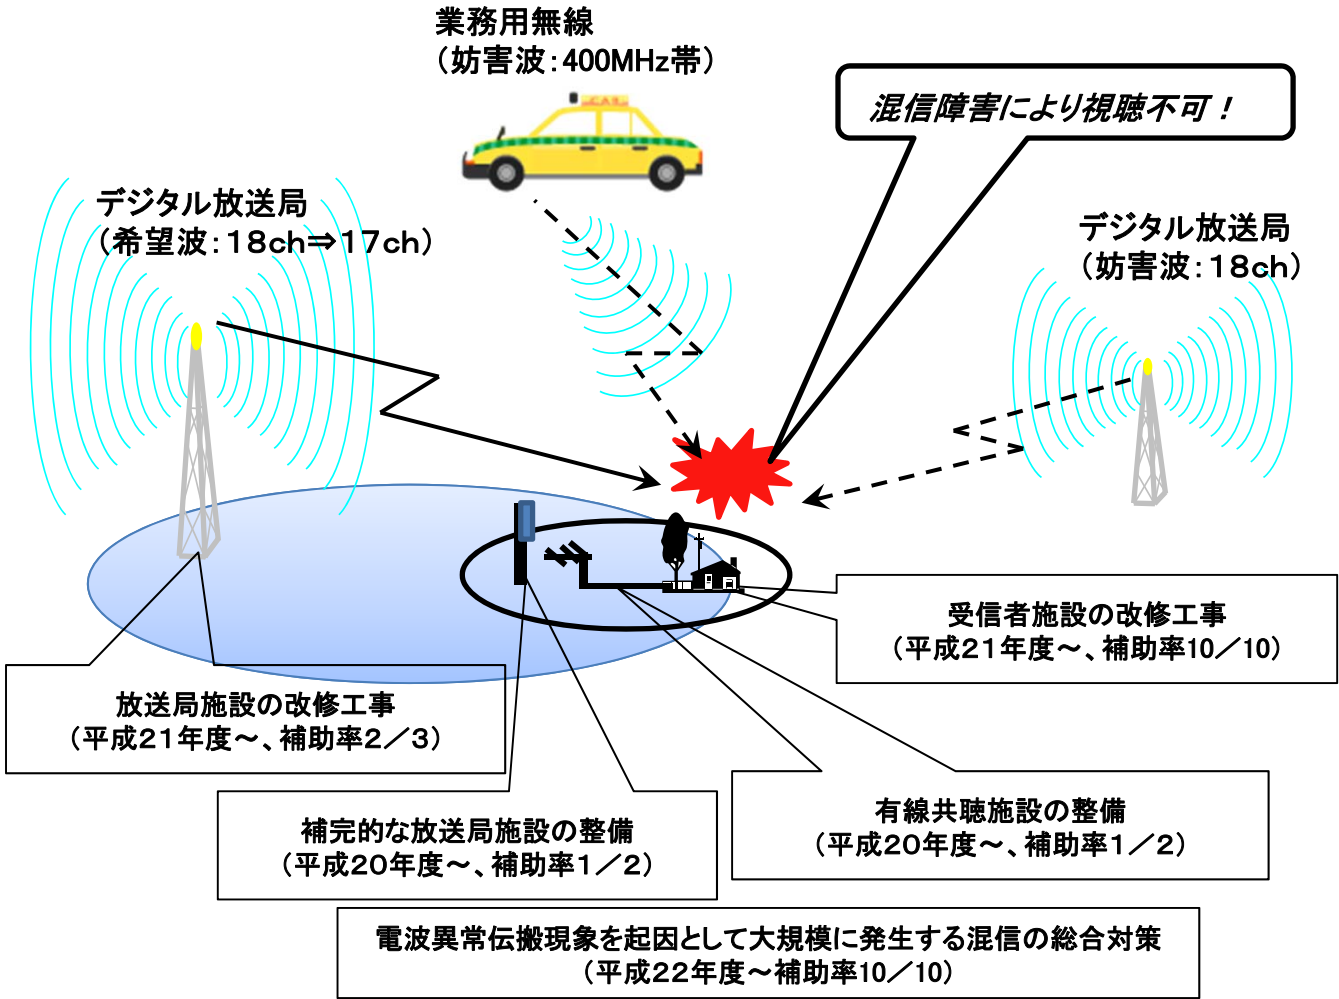 業務用無線
（妨害波：400MHz帯）
混信障害により視聴不可！
デジタル放送局
（希望波：１８ｃｈ⇒１７ｃｈ）
デジタル放送局
（妨害波：１８ｃｈ）
受信者施設の改修工事
（平成２１年度～、補助率10／10）
放送局施設の改修工事
（平成２１年度～、補助率２／３）
有線共聴施設の整備
（平成２０年度～、補助率１／２）
補完的な放送局施設の整備
（平成２０年度～、補助率１／２）
電波異常伝搬現象を起因として大規模に発生する混信の総合対策
（平成２２年度～補助率10／10）